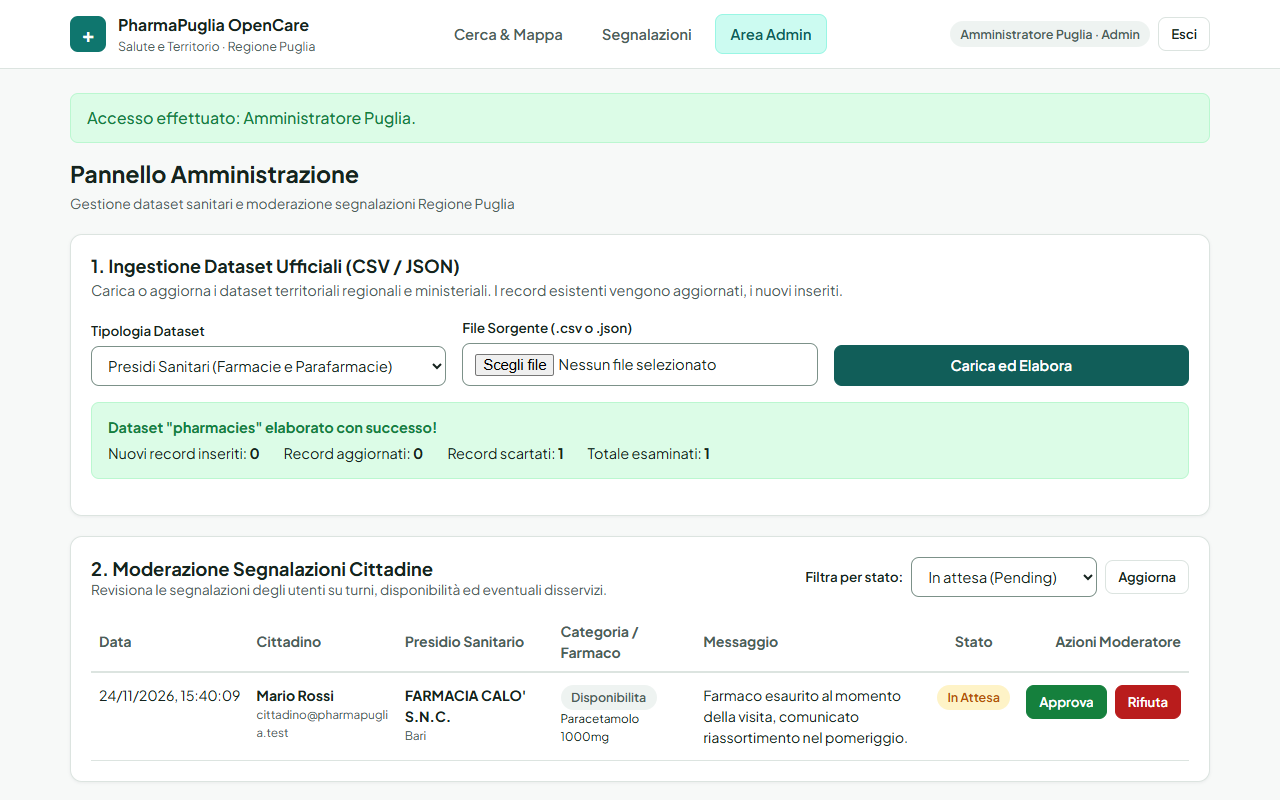 +
PharmaPuglia OpenCare
Salute e Territorio · Regione Puglia
Cerca & Mappa
Segnalazioni
Area Admin
Amministratore Puglia · Admin
Esci
Accesso effettuato: Amministratore Puglia.
Pannello Amministrazione
Gestione dataset sanitari e moderazione segnalazioni Regione Puglia
1. Ingestione Dataset Ufficiali (CSV / JSON)
Carica o aggiorna i dataset territoriali regionali e ministeriali. I record esistenti vengono aggiornati, i nuovi inseriti.
Tipologia Dataset
File Sorgente (.csv o .json)
Presidi Sanitari (Farmacie e Parafarmacie)
Scegli file Nessun file selezionato
Carica ed Elabora
Dataset "pharmacies" elaborato con successo!
Nuovi record inseriti: 0 Record aggiornati: 0 Record scartati: 1 Totale esaminati: 1
2. Moderazione Segnalazioni Cittadine
Revisiona le segnalazioni degli utenti su turni, disponibilità ed eventuali disservizi.
Filtra per stato:
In attesa (Pending)
Aggiorna
Data
Cittadino
Presidio Sanitario
Categoria /
Farmaco
Messaggio
Stato
Azioni Moderatore
24/11/2026, 15:40:09
Mario Rossi
cittadino@pharmapugli
a.test
FARMACIA CALO'
S.N.C.
Bari
Disponibilita
Paracetamolo
1000mg
Farmaco esaurito al momento
della visita, comunicato
riassortimento nel pomeriggio.
In Attesa
Approva
Rifiuta